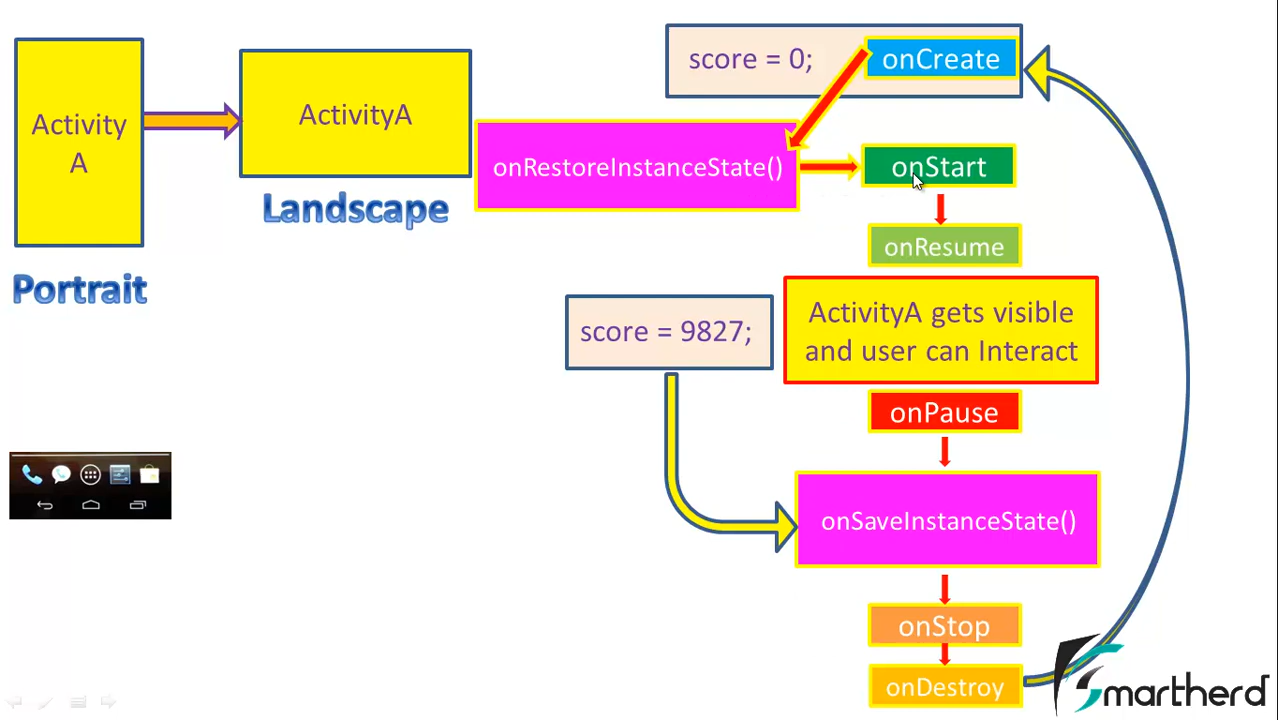 Activity
A
ActivityA
Portrait
Landscape
score = 0;
onCreate
onRestoreInstanceState()
onStart
onResume
score = 9827;
ActivityA gets visible
and user can Interact
onPause
onSaveInstanceState()
onStop
onDestroy
Smartherd